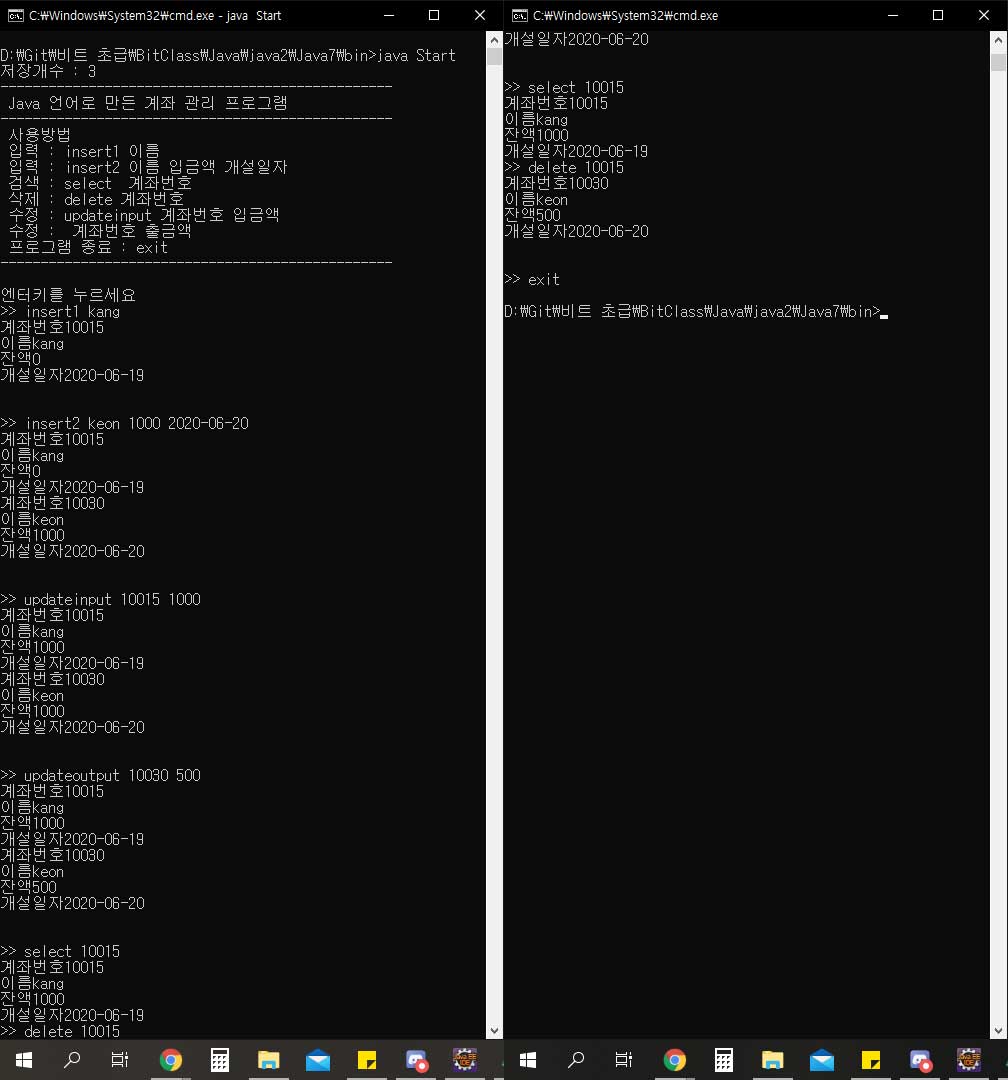 C:\Windows\System32\cmd.exe - java  Start
D:\Git\비트 초급\BitClass\Java\java2\Java7\bin>java Start
저장개수 : 3
-------------------------------------------------
 Java 언어로 만든 계좌 관리 프로그램
-------------------------------------------------
 사용방법
 입력 : insert1 이름
 입력 : insert2 이름 입금액 개설일자
 검색 : select  계좌번호
 삭제 : delete 계좌번호
 수정 : updateinput 계좌번호 입금액
 수정 :  계좌번호 출금액
 프로그램 종료 : exit
-------------------------------------------------
엔터키를 누르세요
>> insert1 kang
계좌번호10015
이름kang
잔액0
개설일자2020-06-19
>> insert2 keon 1000 2020-06-20
계좌번호10015
이름kang
잔액0
개설일자2020-06-19
계좌번호10030
이름keon
잔액1000
개설일자2020-06-20
>> updateinput 10015 1000
계좌번호10015
이름kang
잔액1000
개설일자2020-06-19
계좌번호10030
이름keon
잔액1000
개설일자2020-06-20
>> updateoutput 10030 500
계좌번호10015
이름kang
잔액1000
개설일자2020-06-19
계좌번호10030
이름keon
잔액500
개설일자2020-06-20
>> select 10015
계좌번호10015
이름kang
잔액1000
개설일자2020-06-19
>> delete 10015
C:\Windows\System32\cmd.exe
개설일자2020-06-20
>> select 10015
계좌번호10015
이름kang
잔액1000
개설일자2020-06-19
>> delete 10015
계좌번호10030
이름keon
잔액500
개설일자2020-06-20
>> exit
D:\Git\비트 초급\BitClass\Java\java2\Java7\bin>